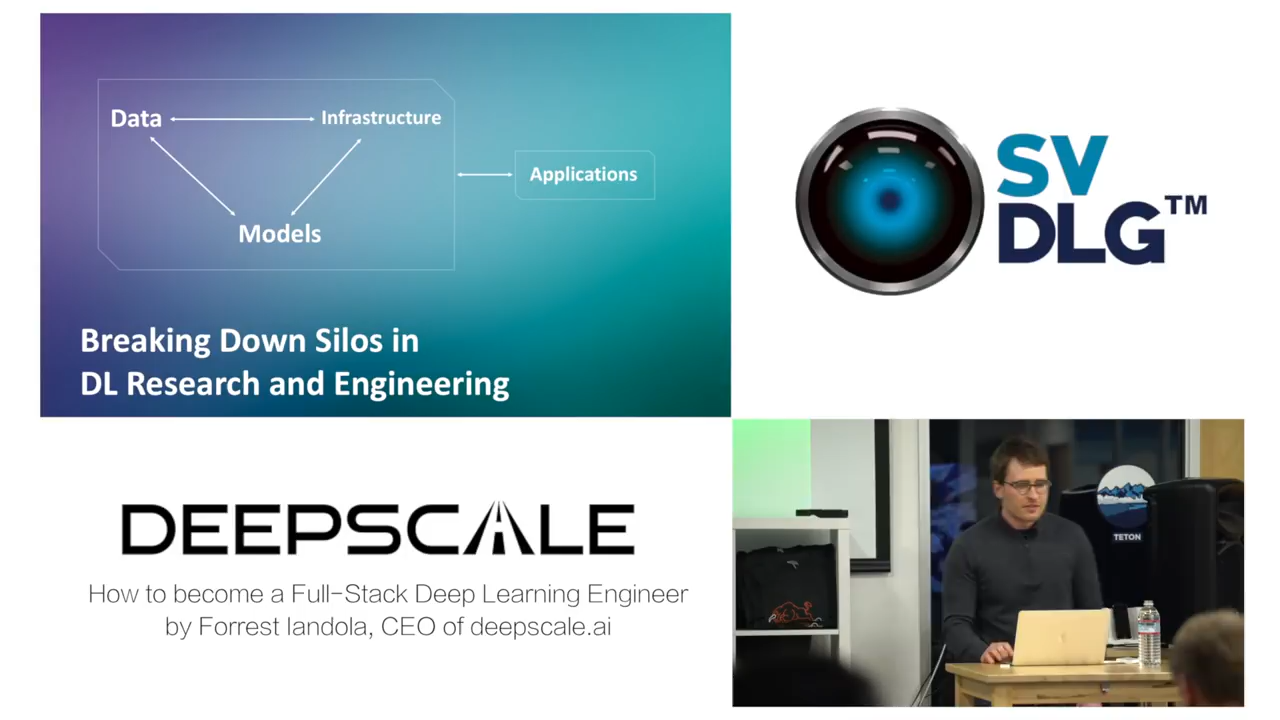 Data
Infrastructure
Applications
Models
Breaking Down Silos in
DL Research and Engineering
SV
DLG™
DEEPSCALE
How to become a Full-Stack Deep Learning Engineer
by Forrest Iandola, CEO of deepscale.ai
TETON